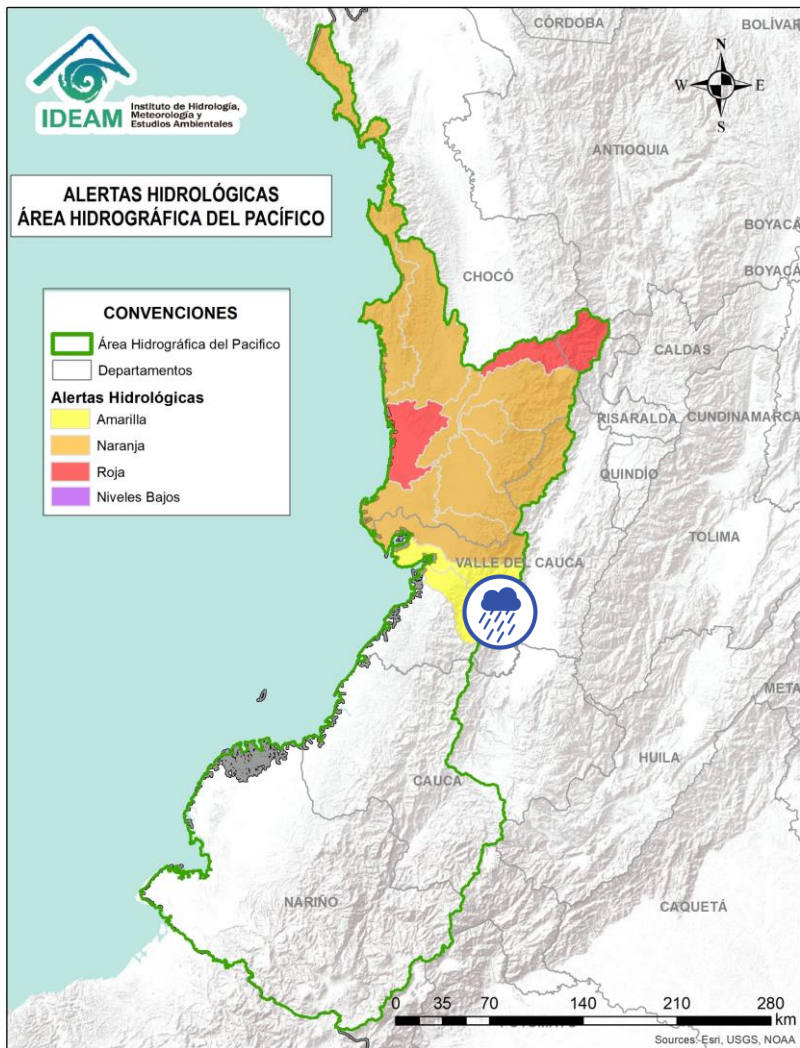 IDEAM
Instituto de Hidrología,
Meteorología y
Estudios Ambientales
CÓRDOBA
BOLÍVAR
N
W
E
S
ANTIOQUIA
ALERTAS HIDROLÓGICAS
ÁREA HIDROGRÁFICA DEL PACÍFICO
BOYACÁ
BOYACÁ
CHOCÓ
CONVENCIONES
Área Hidrográfica del Pacifico
Departamentos
Alertas Hidrológicas
Amarilla
Naranja
Roja
Niveles Bajos
CALDAS
RISARALDA
CUNDINAMARCA
QUINDÍO
TOLIMA
VALLE DEL CAUCA
META
HUILA
CAUCA
NARIÑO
CAQUETÁ
0 35 70 140 210 280
km
Sources: Esri, USGS, NOAA